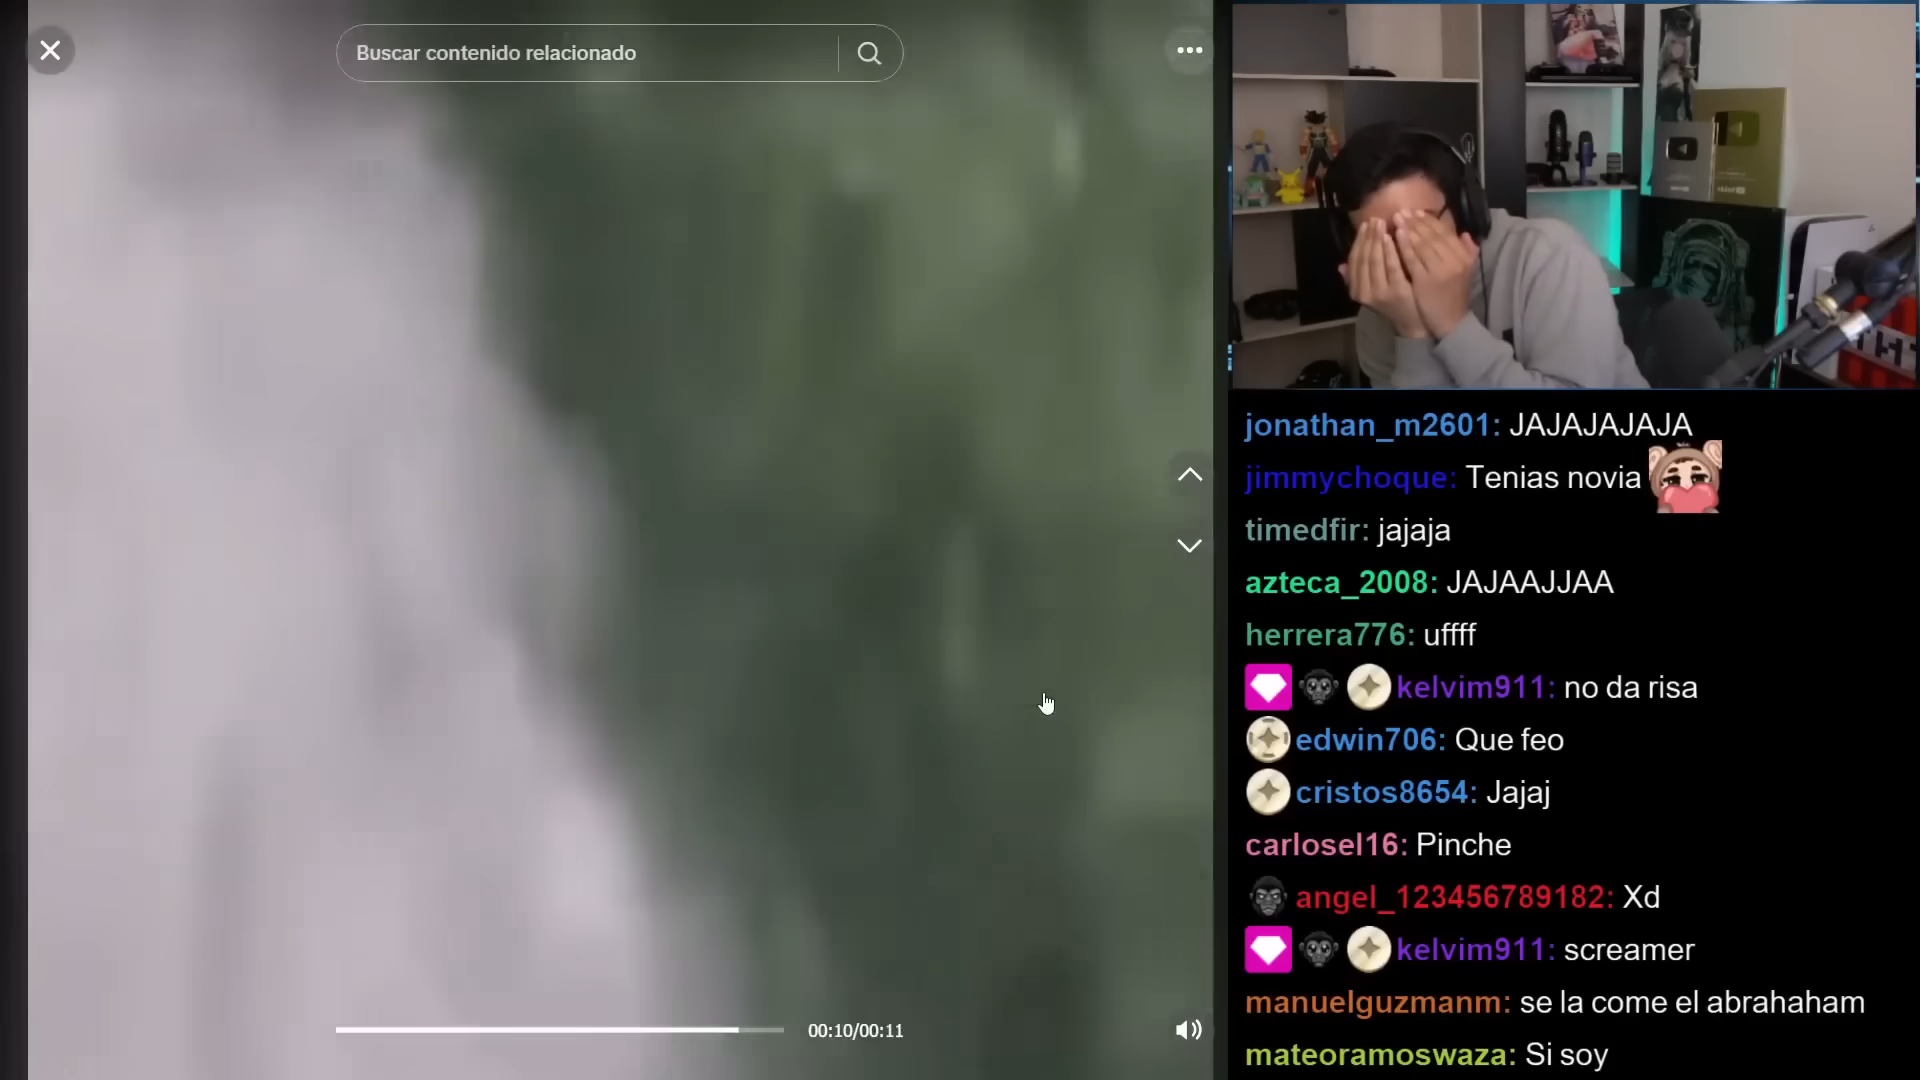 Buscar contenido relacionado
00:10/00:11
jonathan_m2601: JAJAJAJAJA
jimmychoque: Tenias novia
timedfir: jajaja
azteca_2008: JAJAAJJAA
herrera776: uffff
kelvim911: no da risa
edwin706: Que feo
cristos8654: Jajaj
carlosel16: Pinche
angel_123456789182: Xd
kelvim911: screamer
manuelguzmanm: se la come el abrahaham
mateoramoswaza: Si soy